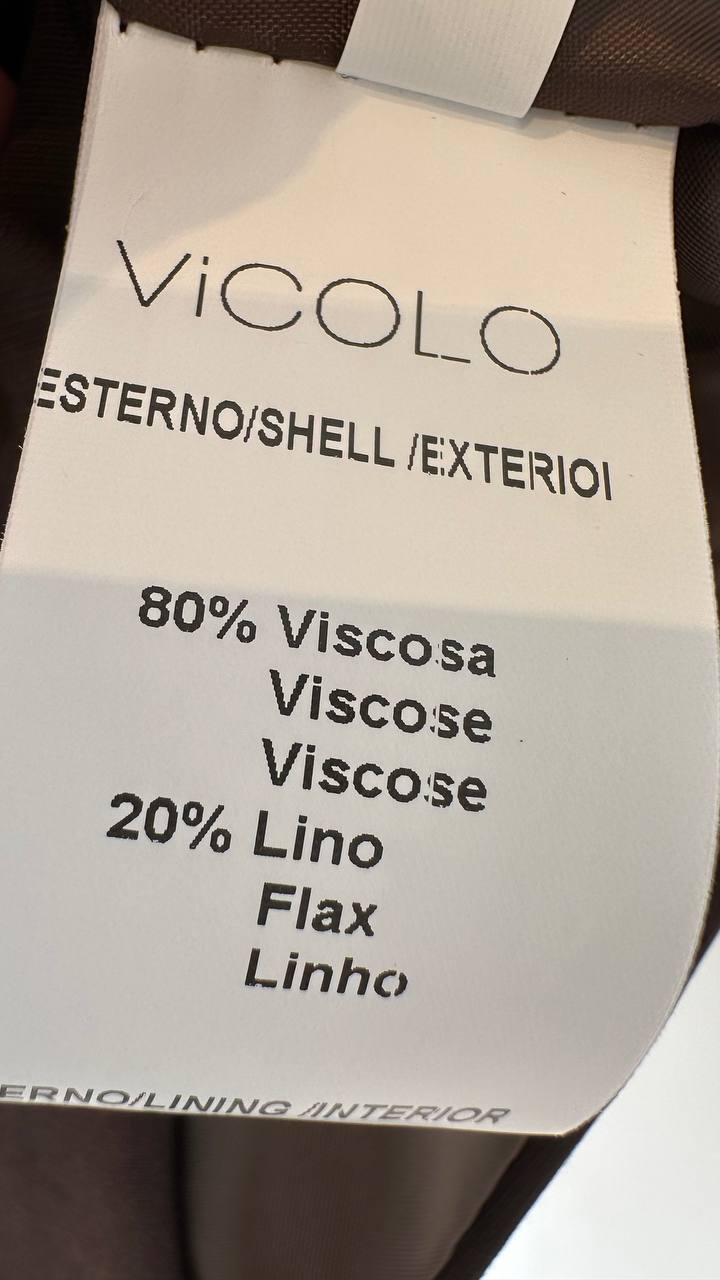 ViCOLO
ESTERNO/SHELL /EXTERIOI
80% Viscosa
Viscose
Viscose
20% Lino
Flax
Linho
ERNO/LINING /INTERIOR